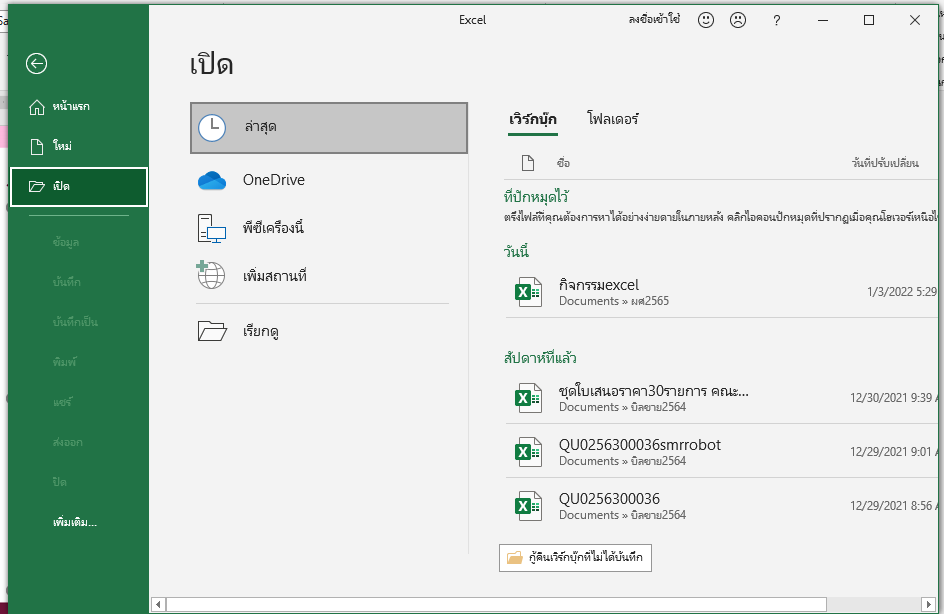 Excel
ลงชื่อเข้าใช้
?
เปิด
หน้าแรก
ใหม่
เปิด
ข้อมูล
บันทึก
บันทึกเป็น
พิมพ์
แชร์
ส่งออก
ปิด
เพิ่มเติม...
ล่าสุด
OneDrive
พีซีเครื่องนี้
เพิ่มสถานที่
เรียกดู
เวิร์กบุ๊ก
โฟลเดอร์
ชื่อ
วันที่ปรับเปลี่ยน
ที่ปักหมุดไว้
ตรึงไฟล์ที่คุณต้องการหาได้อย่างง่ายดายในภายหลัง คลิกไอคอนปักหมุดที่ปรากฏเมื่อคุณโฮเวอร์เหนือไ
วันนี้
กิจกรรมexcel
1/3/2022 5:29
Documents » ผศ2565
สัปดาห์ที่แล้ว
ชุดใบเสนอราคา30รายการ คณะ...
12/30/2021 9:39 A
Documents » บิลขาย2564
QU0256300036smrrobot
12/29/2021 9:01 A
Documents » บิลขาย2564
QU0256300036
12/29/2021 8:56 A
Documents » บิลขาย2564
กู้คืนเวิร์กบุ๊กที่ไม่ได้บันทึก